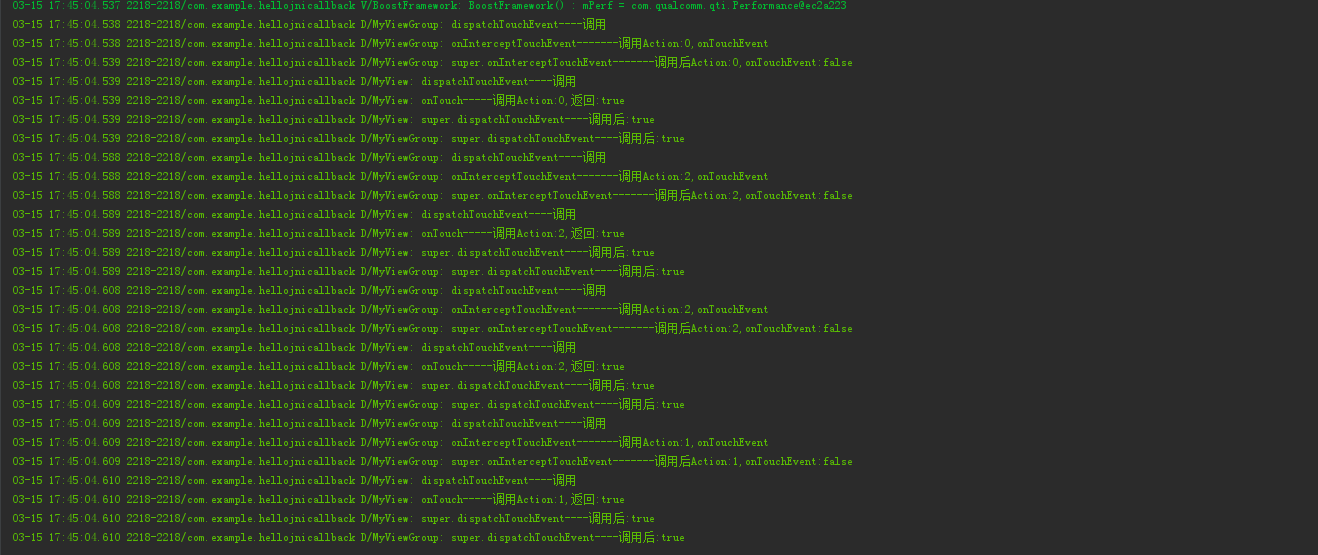 03-15 17:45:04.537 2218-2218/com.example.hellojnicallback V/BoostFramework: BoostFramework() : mPerf = com.qualcomm.qti.Performance@ec2a223
03-15 17:45:04.538 2218-2218/com.example.hellojnicallback D/MyViewGroup: dispatchTouchEvent----调用
03-15 17:45:04.538 2218-2218/com.example.hellojnicallback D/MyViewGroup: onInterceptTouchEvent-------调用Action:0,onTouchEvent
03-15 17:45:04.539 2218-2218/com.example.hellojnicallback D/MyViewGroup: super.onInterceptTouchEvent-------调用后Action:0,onTouchEvent:false
03-15 17:45:04.539 2218-2218/com.example.hellojnicallback D/MyView: dispatchTouchEvent----调用
03-15 17:45:04.539 2218-2218/com.example.hellojnicallback D/MyView: onTouch-----调用Action:0,返回:true
03-15 17:45:04.539 2218-2218/com.example.hellojnicallback D/MyView: super.dispatchTouchEvent----调用后:true
03-15 17:45:04.539 2218-2218/com.example.hellojnicallback D/MyViewGroup: super.dispatchTouchEvent----调用后:true
03-15 17:45:04.588 2218-2218/com.example.hellojnicallback D/MyViewGroup: dispatchTouchEvent----调用
03-15 17:45:04.588 2218-2218/com.example.hellojnicallback D/MyViewGroup: onInterceptTouchEvent-------调用Action:2,onTouchEvent
03-15 17:45:04.588 2218-2218/com.example.hellojnicallback D/MyViewGroup: super.onInterceptTouchEvent-------调用后Action:2,onTouchEvent:false
03-15 17:45:04.589 2218-2218/com.example.hellojnicallback D/MyView: dispatchTouchEvent----调用
03-15 17:45:04.589 2218-2218/com.example.hellojnicallback D/MyView: onTouch-----调用Action:2,返回:true
03-15 17:45:04.589 2218-2218/com.example.hellojnicallback D/MyView: super.dispatchTouchEvent----调用后:true
03-15 17:45:04.589 2218-2218/com.example.hellojnicallback D/MyViewGroup: super.dispatchTouchEvent----调用后:true
03-15 17:45:04.608 2218-2218/com.example.hellojnicallback D/MyViewGroup: dispatchTouchEvent----调用
03-15 17:45:04.608 2218-2218/com.example.hellojnicallback D/MyViewGroup: onInterceptTouchEvent-------调用Action:2,onTouchEvent
03-15 17:45:04.608 2218-2218/com.example.hellojnicallback D/MyViewGroup: super.onInterceptTouchEvent-------调用后Action:2,onTouchEvent:false
03-15 17:45:04.608 2218-2218/com.example.hellojnicallback D/MyView: dispatchTouchEvent----调用
03-15 17:45:04.608 2218-2218/com.example.hellojnicallback D/MyView: onTouch-----调用Action:2,返回:true
03-15 17:45:04.608 2218-2218/com.example.hellojnicallback D/MyView: super.dispatchTouchEvent----调用后:true
03-15 17:45:04.609 2218-2218/com.example.hellojnicallback D/MyViewGroup: super.dispatchTouchEvent----调用后:true
03-15 17:45:04.609 2218-2218/com.example.hellojnicallback D/MyViewGroup: dispatchTouchEvent----调用
03-15 17:45:04.609 2218-2218/com.example.hellojnicallback D/MyViewGroup: onInterceptTouchEvent-------调用Action:1,onTouchEvent
03-15 17:45:04.609 2218-2218/com.example.hellojnicallback D/MyViewGroup: super.onInterceptTouchEvent-------调用后Action:1,onTouchEvent:false
03-15 17:45:04.610 2218-2218/com.example.hellojnicallback D/MyView: dispatchTouchEvent----调用
03-15 17:45:04.610 2218-2218/com.example.hellojnicallback D/MyView: onTouch-----调用Action:1,返回:true
03-15 17:45:04.610 2218-2218/com.example.hellojnicallback D/MyView: super.dispatchTouchEvent----调用后:true
03-15 17:45:04.610 2218-2218/com.example.hellojnicallback D/MyViewGroup: super.dispatchTouchEvent----调用后:true